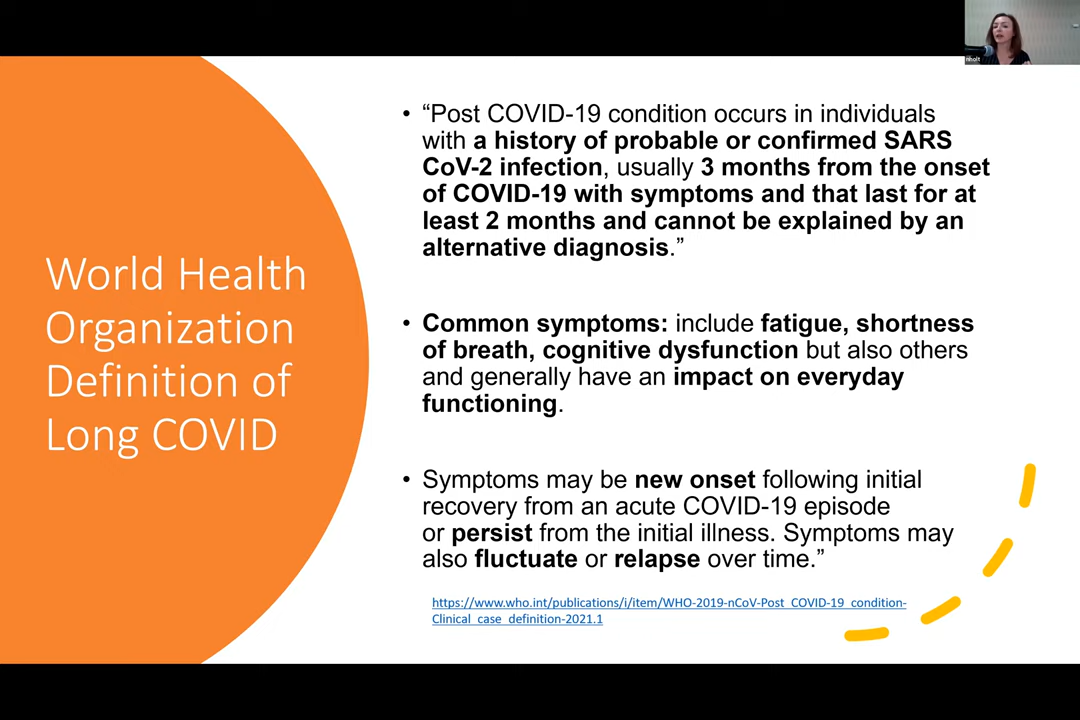 nholt
World Health
Organization
Definition of
Long COVID
• “Post COVID-19 condition occurs in individuals
with a history of probable or confirmed SARS
CoV-2 infection, usually 3 months from the onset
of COVID-19 with symptoms and that last for at
least 2 months and cannot be explained by an
alternative diagnosis.”
• Common symptoms: include fatigue, shortness
of breath, cognitive dysfunction but also others
and generally have an impact on everyday
functioning.
• Symptoms may be new onset following initial
recovery from an acute COVID-19 episode
or persist from the initial illness. Symptoms may
also fluctuate or relapse over time.”
https://www.who.int/publications/i/item/WHO-2019-nCoV-Post_COVID-19_condition-
Clinical_case_definition-2021.1